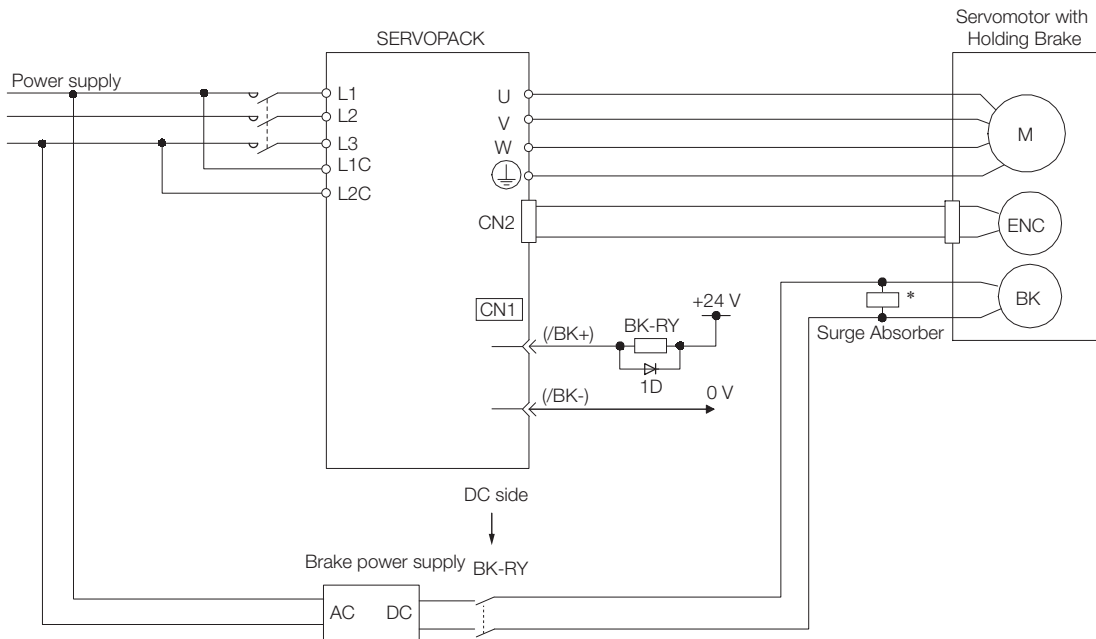 Servomotor with
Holding Brake
SERVOPACK
Power supply
L1
L2
L3
L1C
L2C
U
V
W
M
CN2
ENC
CN1
BK
*
Surge Absorber
+24 V
BK-RY
(/BK+)
1D
(/BK-)
0 V
DC side
Brake power supply
BK-RY
AC
DC